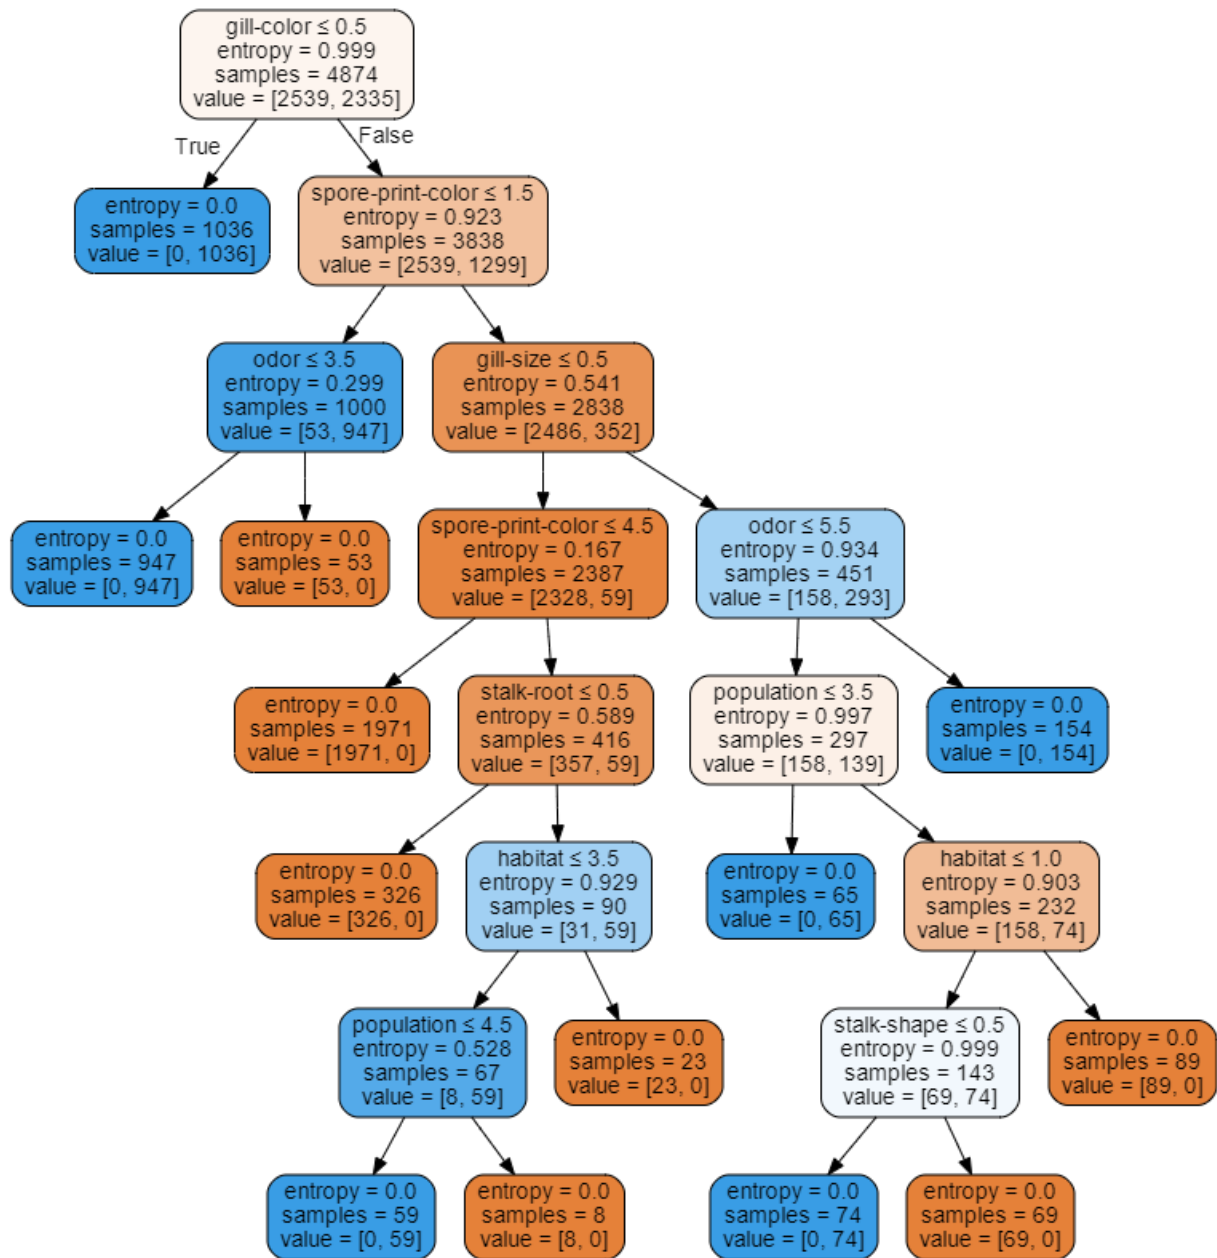 gill-color ≤ 0.5
entropy = 0.999
samples = 4874
value = [2539, 2335]
True
False
entropy = 0.0
samples = 1036
value = [0, 1036]
spore-print-color ≤ 1.5
entropy = 0.923
samples = 3838
value = [2539, 1299]
odor ≤ 3.5
entropy = 0.299
samples = 1000
value = [53, 947]
gill-size ≤ 0.5
entropy = 0.541
samples = 2838
value = [2486, 352]
entropy = 0.0
samples = 947
value = [0, 947]
entropy = 0.0
samples = 53
value = [53, 0]
spore-print-color ≤ 4.5
entropy = 0.167
samples = 2387
value = [2328, 59]
odor ≤ 5.5
entropy = 0.934
samples = 451
value = [158, 293]
entropy = 0.0
samples = 1971
value = [1971, 0]
stalk-root ≤ 0.5
entropy = 0.589
samples = 416
value = [357, 59]
population ≤ 3.5
entropy = 0.997
samples = 297
value = [158, 139]
entropy = 0.0
samples = 154
value = [0, 154]
entropy = 0.0
samples = 326
value = [326, 0]
habitat ≤ 3.5
entropy = 0.929
samples = 90
value = [31, 59]
entropy = 0.0
samples = 65
value = [0, 65]
habitat ≤ 1.0
entropy = 0.903
samples = 232
value = [158, 74]
population ≤ 4.5
entropy = 0.528
samples = 67
value = [8, 59]
entropy = 0.0
samples = 23
value = [23, 0]
stalk-shape ≤ 0.5
entropy = 0.999
samples = 143
value = [69, 74]
entropy = 0.0
samples = 89
value = [89, 0]
entropy = 0.0
samples = 59
value = [0, 59]
entropy = 0.0
samples = 8
value = [8, 0]
entropy = 0.0
samples = 74
value = [0, 74]
entropy = 0.0
samples = 69
value = [69, 0]